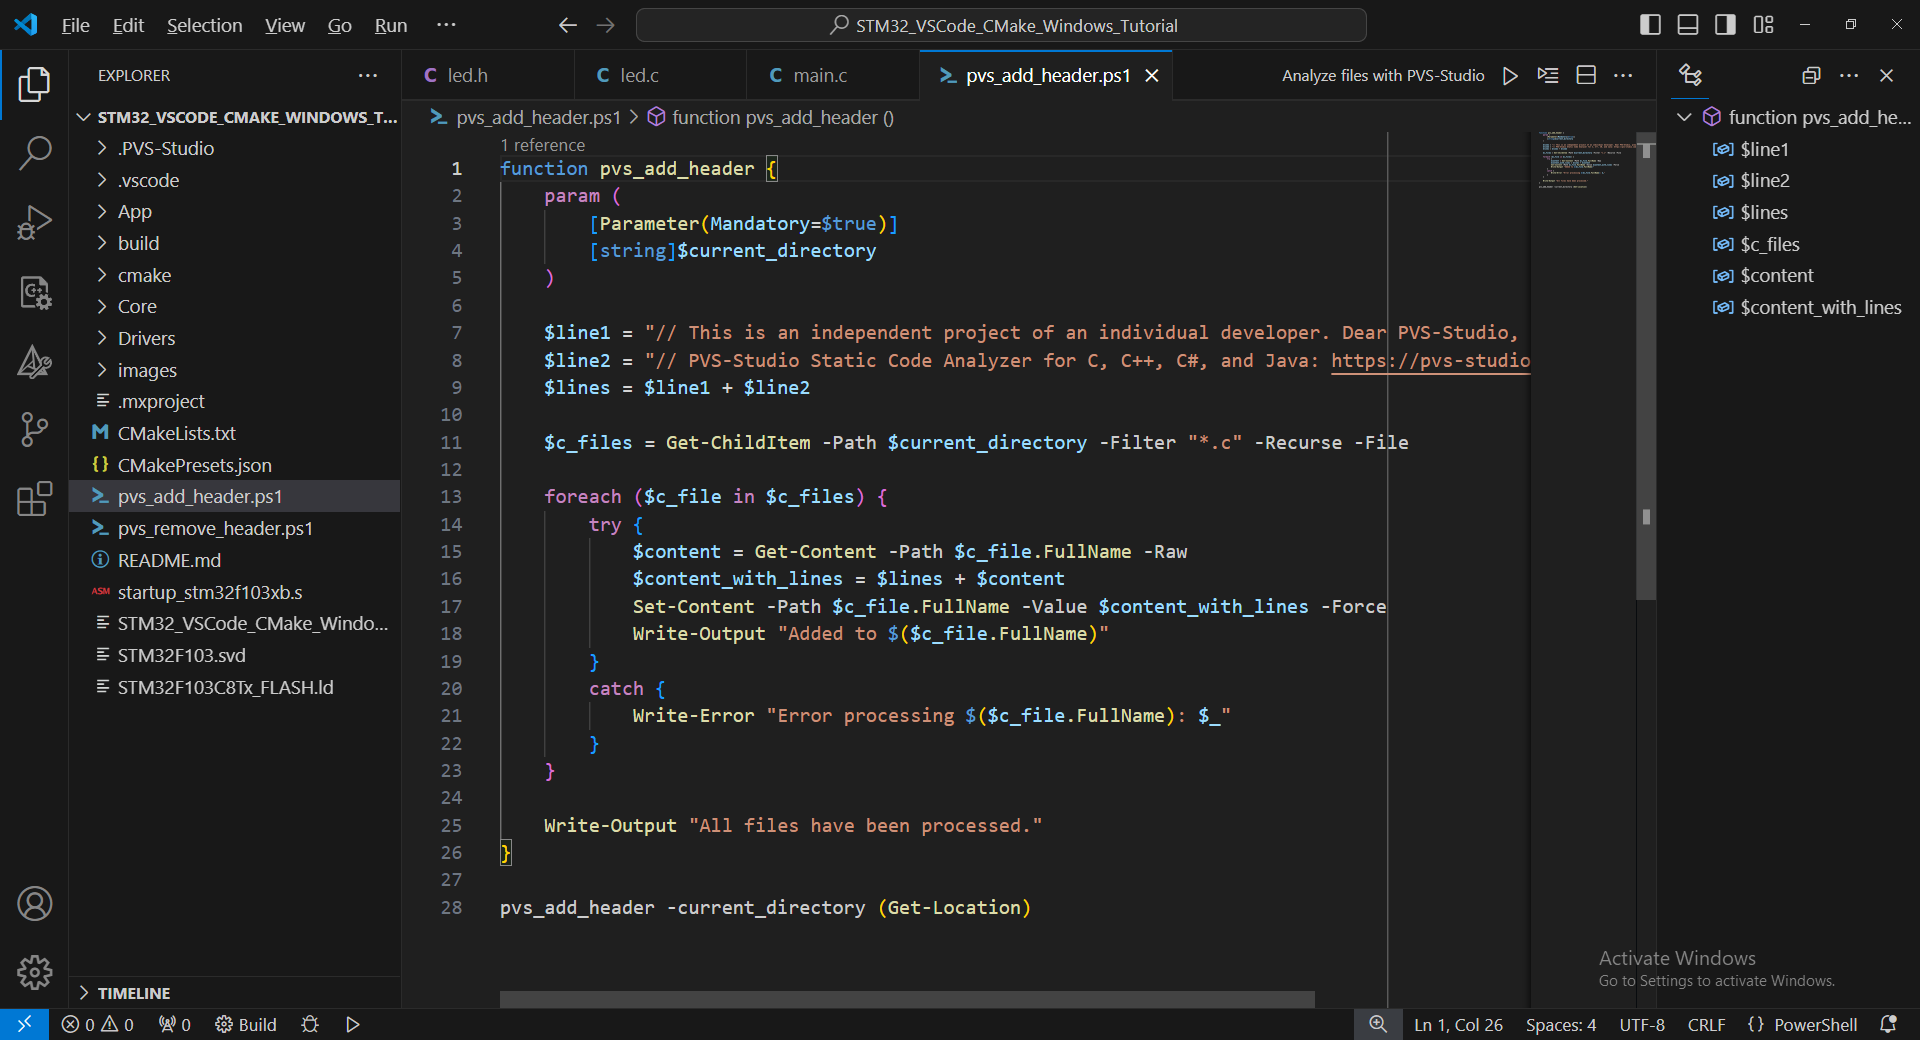 File Edit Selection View Go Run ···
STM32_VSCode_CMake_Windows_Tutorial
EXPLORER
STM32_VSCODE_CMAKE_WINDOWS_T...
.PVS-Studio
.vscode
App
build
cmake
Core
Drivers
images
.mxproject
CMakeLists.txt
CMakePresets.json
pvs_add_header.ps1
pvs_remove_header.ps1
README.md
startup_stm32f103xb.s
STM32_VSCode_CMake_Windo...
STM32F103.svd
STM32F103C8Tx_FLASH.ld
TIMELINE
led.h
led.c
main.c
pvs_add_header.ps1
Analyze files with PVS-Studio
pvs_add_header.ps1 > function pvs_add_header ()
1 reference
1 function pvs_add_header {
2 param (
3 [Parameter(Mandatory=$true)]
4 [string]$current_directory
5 )
6
7 $line1 = "// This is an independent project of an individual developer. Dear PVS-Studio,
8 $line2 = "// PVS-Studio Static Code Analyzer for C, C++, C#, and Java: https://pvs-studio
9 $lines = $line1 + $line2
10
11 $c_files = Get-ChildItem -Path $current_directory -Filter "*.c" -Recurse -File
12
13 foreach ($c_file in $c_files) {
14 try {
15 $content = Get-Content -Path $c_file.FullName -Raw
16 $content_with_lines = $lines + $content
17 Set-Content -Path $c_file.FullName -Value $content_with_lines -Force
18 Write-Output "Added to $($c_file.FullName)"
19 }
20 catch {
21 Write-Error "Error processing $($c_file.FullName): $_"
22 }
23 }
24
25 Write-Output "All files have been processed."
26 }
27
28 pvs_add_header -current_directory (Get-Location)
function pvs_add_he...
$line1
$line2
$lines
$c_files
$content
$content_with_lines
Activate Windows
Go to Settings to activate Windows.
0 0 0 Build
Ln 1, Col 26 Spaces: 4 UTF-8 CRLF {} PowerShell